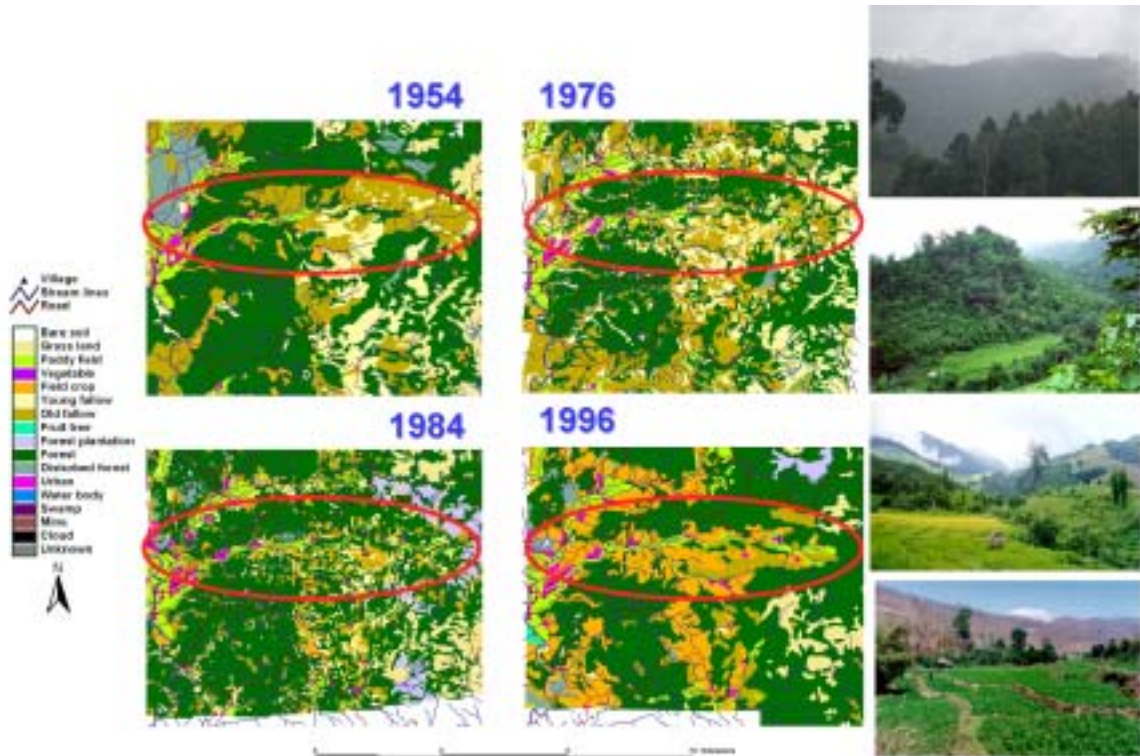 1954
1976
1984
1996
Village
Stream lines
Road
Bare soil
Grass land
Paddy field
Vegetable
Field crop
Young fallow
Old fallow
Fruit tree
Forest plantation
Forest
Disturbed forest
Urban
Water body
Swamp
Mine
Cloud
Unknown
N